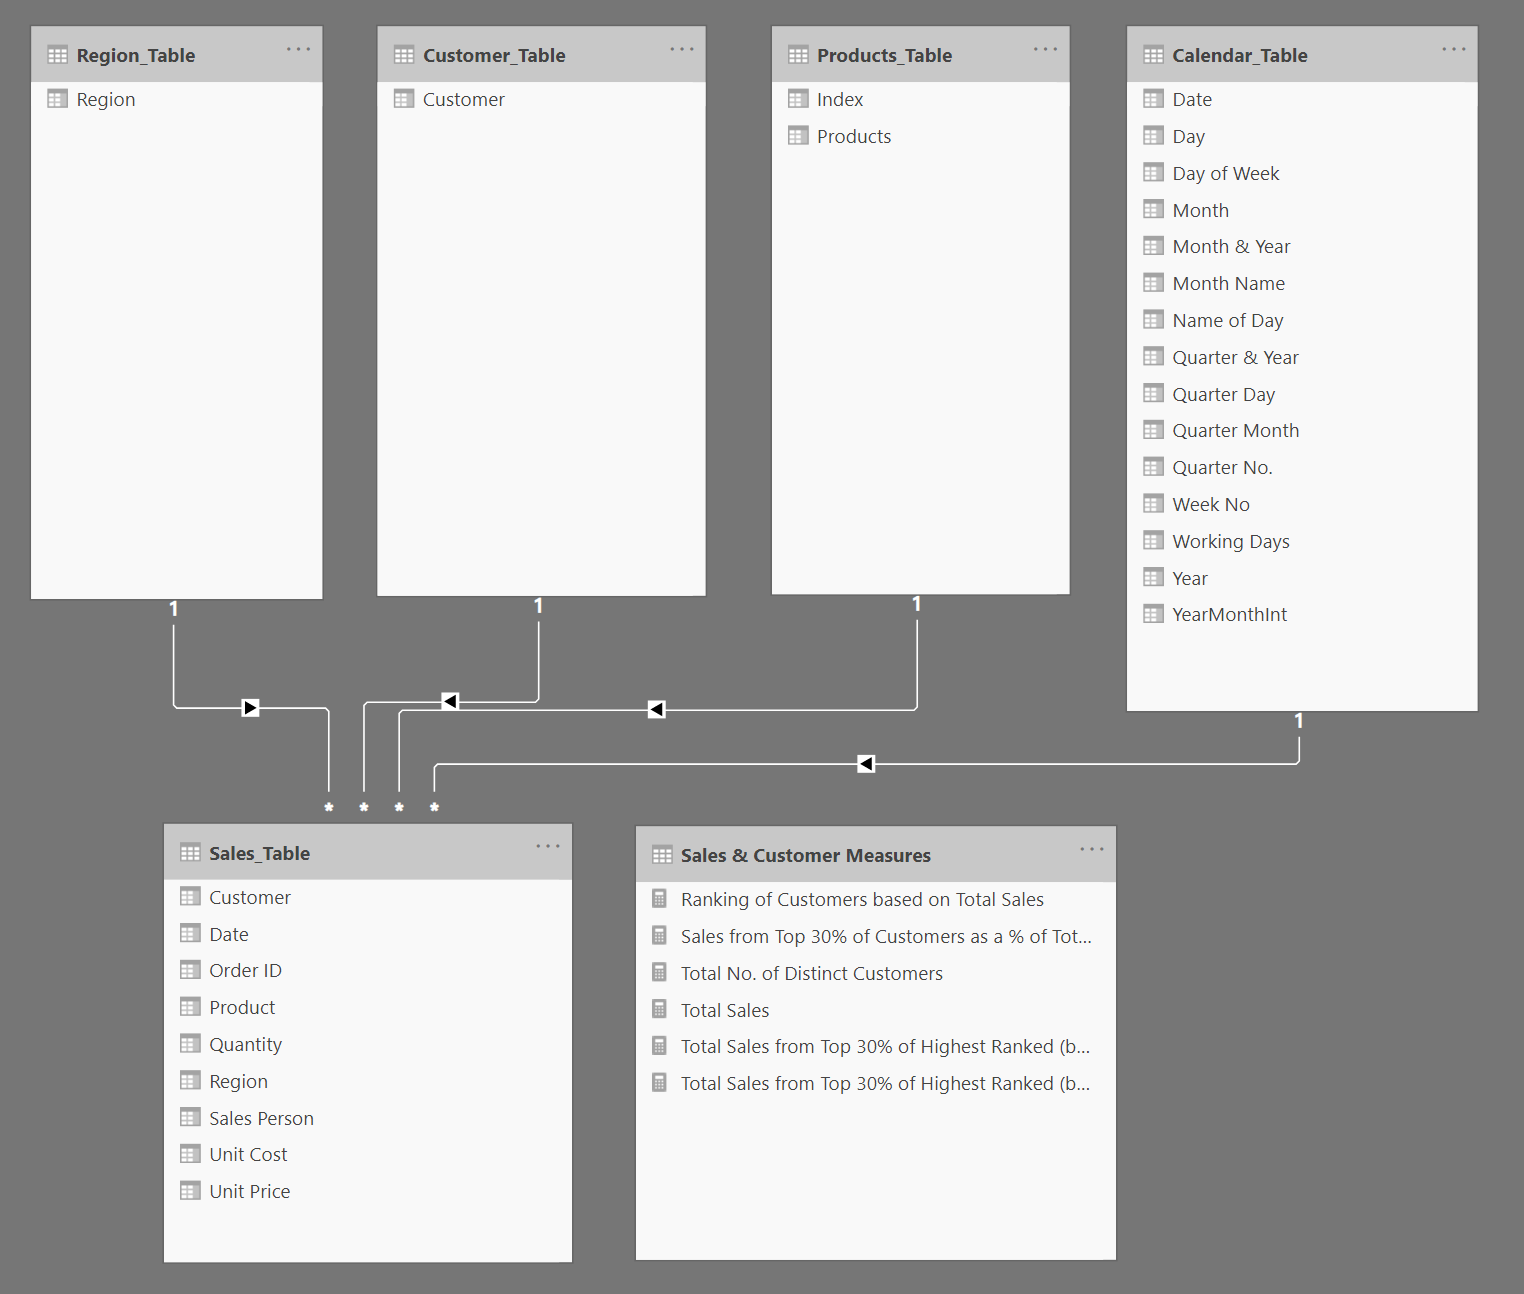 Region_Table
Region
Customer_Table
Customer
Products_Table
Index
Products
Calendar_Table
Date
Day
Day of Week
Month
Month & Year
Month Name
Name of Day
Quarter & Year
Quarter Day
Quarter Month
Quarter No.
Week No
Working Days
Year
YearMonthInt
1
1
1
1
* * * *
Sales_Table
Customer
Date
Order ID
Product
Quantity
Region
Sales Person
Unit Cost
Unit Price
Sales & Customer Measures
Ranking of Customers based on Total Sales
Sales from Top 30% of Customers as a % of Tot...
Total No. of Distinct Customers
Total Sales
Total Sales from Top 30% of Highest Ranked (b...
Total Sales from Top 30% of Highest Ranked (b...